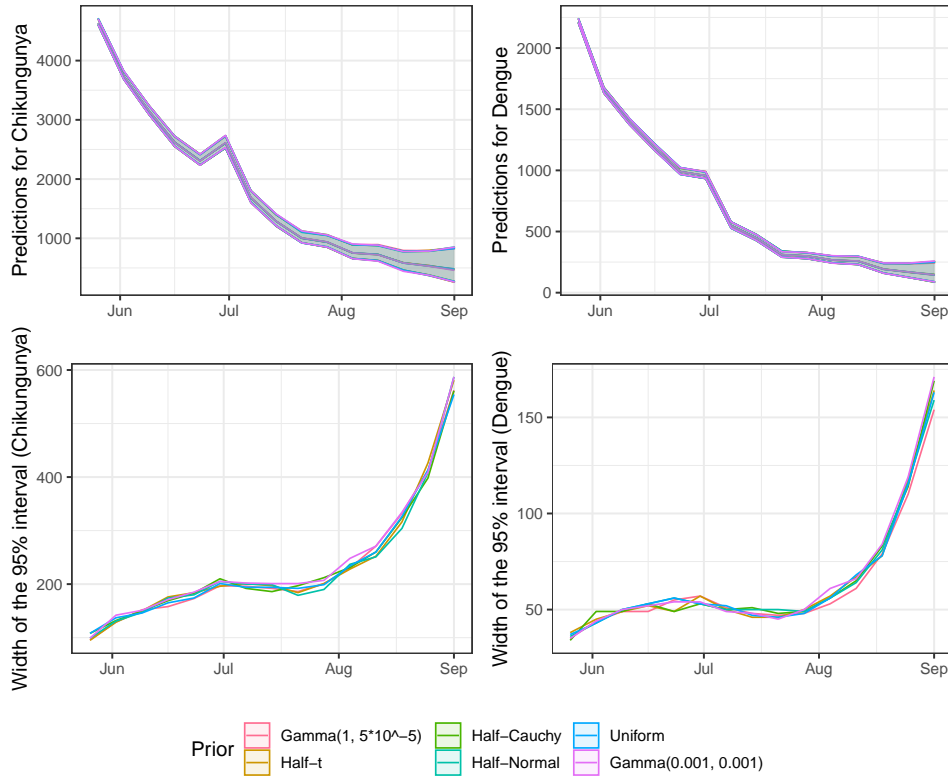 Predictions for Chikungunya
4000
3000
2000
1000
Jun
Jul
Aug
Sep
Predictions for Dengue
2000
1500
1000
500
0
Jun
Jul
Aug
Sep
Width of the 95% interval (Chikungunya)
600
400
200
Jun
Jul
Aug
Sep
Width of the 95% interval (Dengue)
150
100
50
Jun
Jul
Aug
Sep
Prior
Gamma(1, 5*10^−5)
Half−t
Half−Cauchy
Half−Normal
Uniform
Gamma(0.001, 0.001)